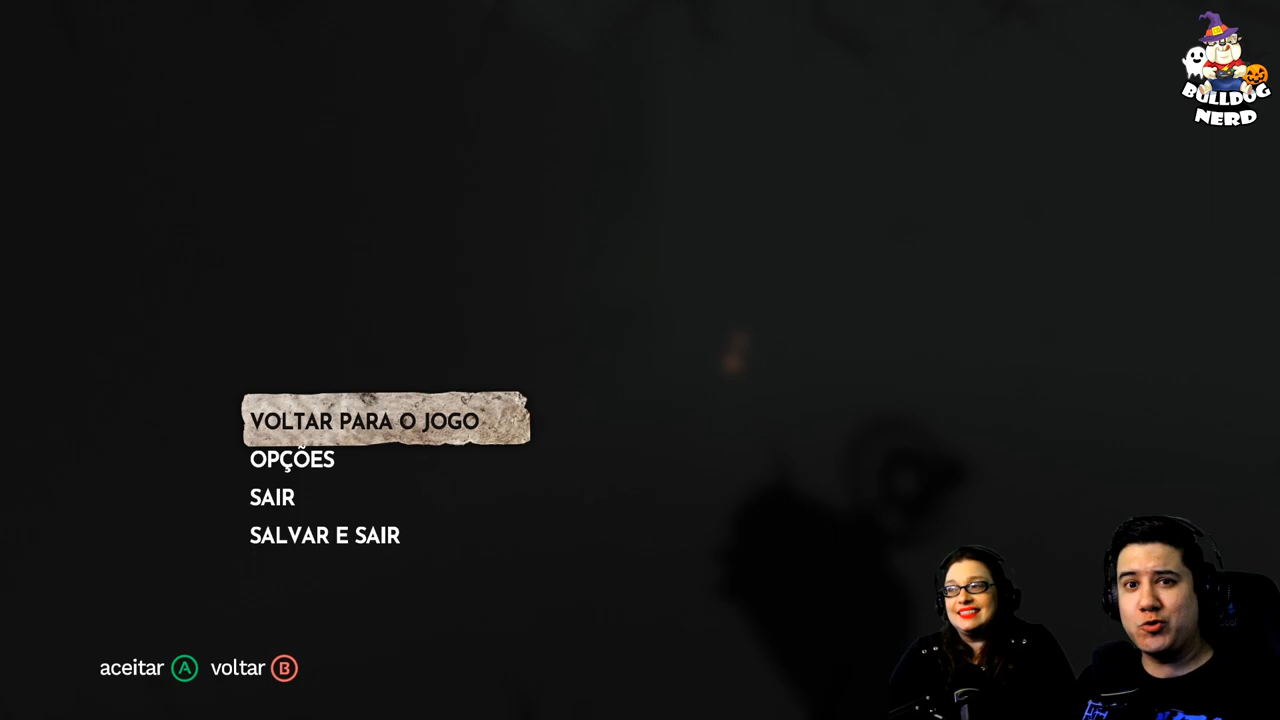 BULLDOG
NERD
VOLTAR PARA O JOGO
OPÇÕES
SAIR
SALVAR E SAIR
aceitar A voltar B